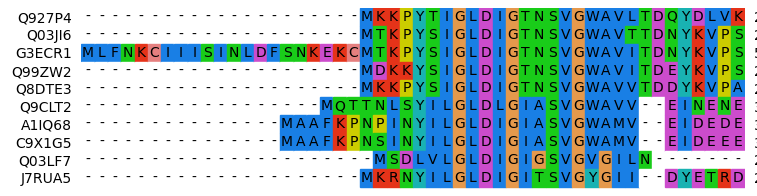 Q927P4 ---------------------MKKPYTIGLDIGTNSVGWAVLTDQYDLVK
Q03JI6 ---------------------MTKPYSIGLDIGTNSVGWAVTTDNYKVPS
G3ECR1 MLFNKCIIISINLDFSNKEKCMTKPYSIGLDIGTNSVGWAVITDNYKVPS
Q99ZW2 ---------------------MDKKYSIGLDIGTNSVGWAVITDEYKVPS
Q8DTE3 ---------------------MKKPYSIGLDIGTNSVGWAVVTDDYKVPA
Q9CLT2 ------------------MQTTNLSYILGLDLGIASVGWAVV--EINENE
A1IQ68 ---------------MAAFKPNPINYILGLDIGIASVGWAMV--EIDEDE
C9X1G5 ---------------MAAFKPNSINYILGLDIGIASVGWAMV--EIDEEE
Q03LF7 ----------------------MSDLVLGLDIGIGSVGVGILN-------
J7RUA5 ---------------------MKRNYILGLDIGITSVGYGII--DYETRD